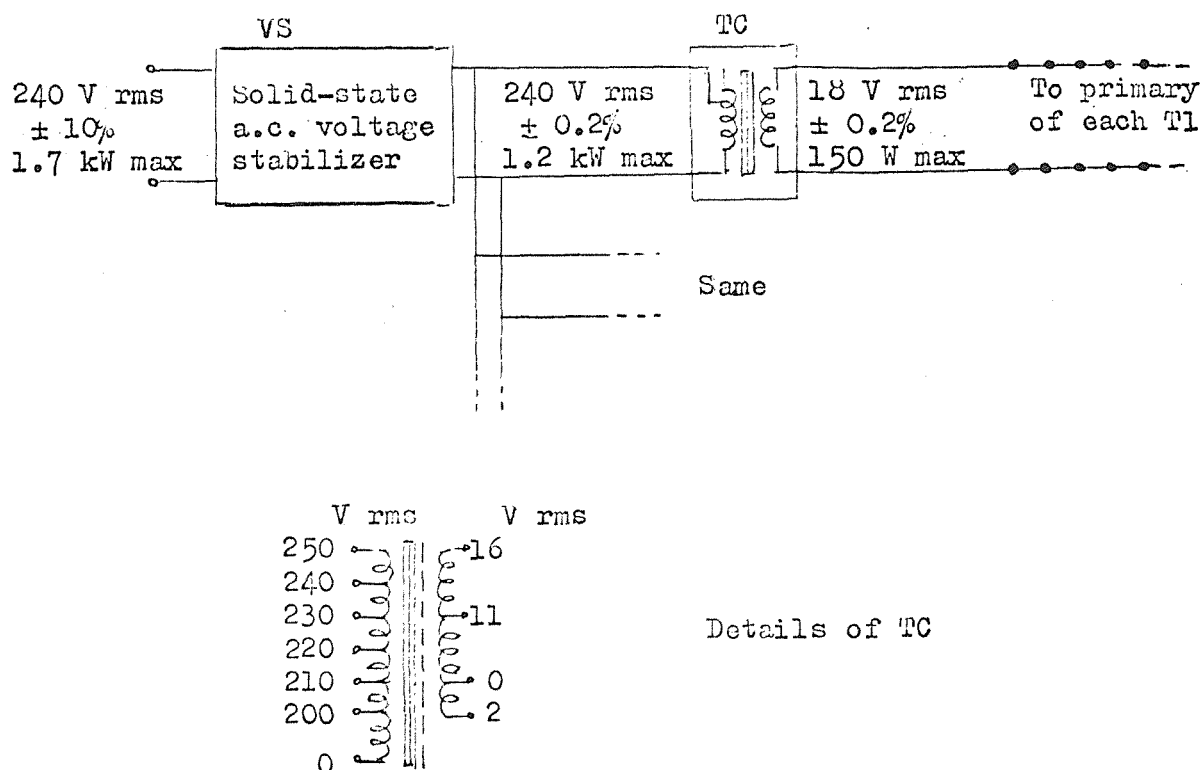 VS
TC
240 V rms
± 10%
1.7 kW max
Solid-state
a.c. voltage
stabilizer
240 V rms
± 0.2%
1.2 kW max
18 V rms
± 0.2%
150 W max
To primary
of each T1
Same
V rms
V rms
250
240
230
220
210
200
0
16
11
0
2
Details of TC